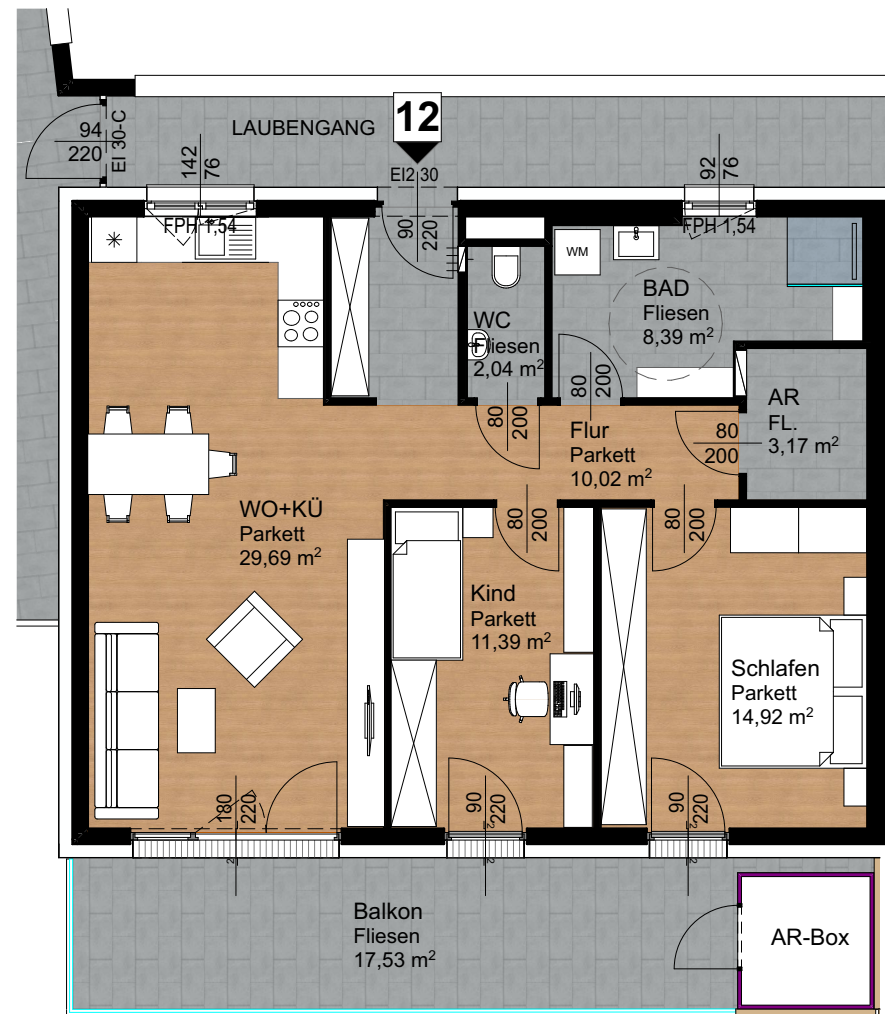 12
LAUBENGANG
94
220
EI 30-C
142
76
EI2 30
92
76
FPH 1,54
90
220
FPH 1,54
WM
BAD
Fliesen
8,39 m²
WC
Fliesen
2,04 m²
80
200
80
200
AR
FL.
3,17 m²
80
200
Flur
Parkett
10,02 m²
WO+KÜ
Parkett
29,69 m²
80
200
80
200
Kind
Parkett
11,39 m²
Schlafen
Parkett
14,92 m²
180
220
90
220
90
220
Balkon
Fliesen
17,53 m²
AR-Box